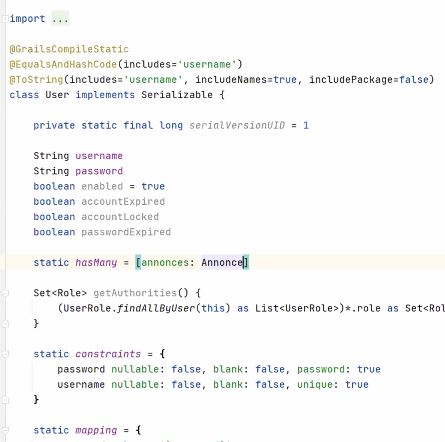 import ...
@GrailsCompileStatic
@EqualsAndHashCode(includes='username')
@ToString(includes='username', includeNames=true, includePackage=false)
class User implements Serializable {
private static final long serialVersionUID = 1
String username
String password
boolean enabled = true
boolean accountExpired
boolean accountLocked
boolean passwordExpired
static hasMany = [annonces: Annonce]
Set<Role> getAuthorities() {
(UserRole.findAllByUser(this) as List<UserRole>)*.role as Set<Rol
}
static constraints = {
password nullable: false, blank: false, password: true
username nullable: false, blank: false, unique: true
}
static mapping = {